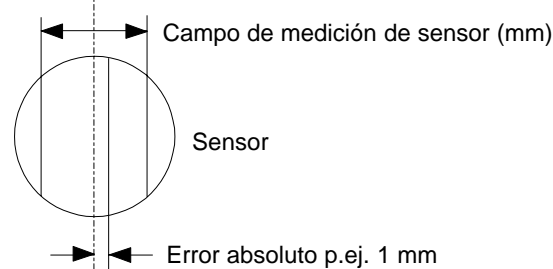 Campo de medición de sensor (mm)
Sensor
Error absoluto p.ej. 1 mm